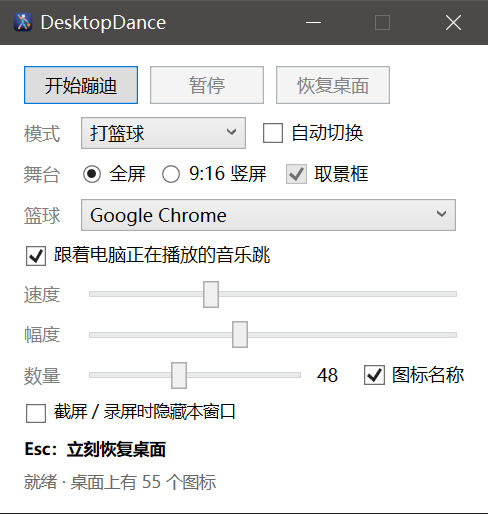 DesktopDance
开始蹦迪 暂停 恢复桌面
模式 打篮球 自动切换
舞台 全屏 9:16 竖屏 取景框
篮球 Google Chrome
跟着电脑正在播放的音乐跳
速度
幅度
数量 48 图标名称
截屏 / 录屏时隐藏本窗口
Esc：立刻恢复桌面
就绪 · 桌面上有 55 个图标